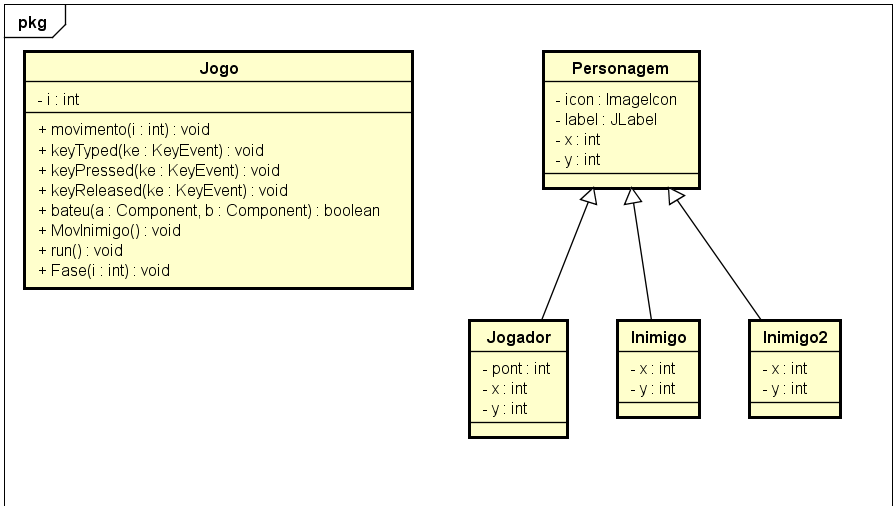 pkg
Jogo
- i : int
+ movimento(i : int) : void
+ keyTyped(ke : KeyEvent) : void
+ keyPressed(ke : KeyEvent) : void
+ keyReleased(ke : KeyEvent) : void
+ bateu(a : Component, b : Component) : boolean
+ MovInimigo() : void
+ run() : void
+ Fase(i : int) : void
Personagem
- icon : ImageIcon
- label : JLabel
- x : int
- y : int
Jogador
- pont : int
- x : int
- y : int
Inimigo
- x : int
- y : int
Inimigo2
- x : int
- y : int